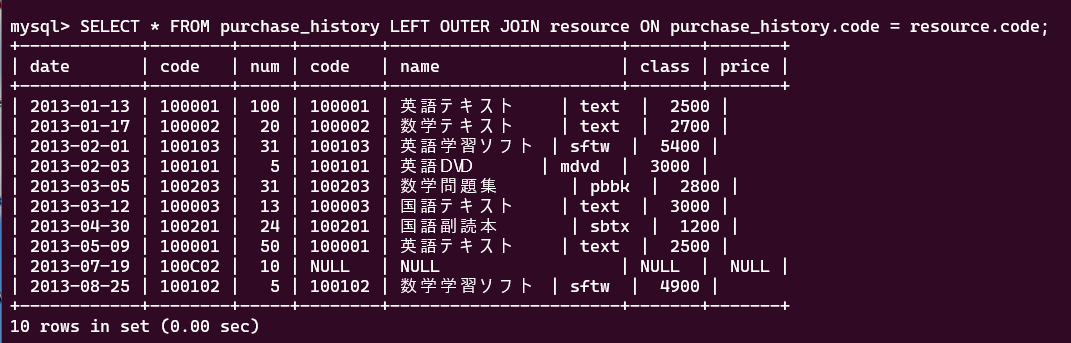 mysql> SELECT * FROM purchase_history LEFT OUTER JOIN resource ON purchase_history.code = resource.code;
+------------+--------+-----+--------+-----------------------+-------+-------+
| date       | code   | num | code   | name                  | class | price |
+------------+--------+-----+--------+-----------------------+-------+-------+
| 2013-01-13 | 100001 | 100 | 100001 | 英語テキスト     | text  |  2500 |
| 2013-01-17 | 100002 |  20 | 100002 | 数学テキスト     | text  |  2700 |
| 2013-02-01 | 100103 |  31 | 100103 | 英語学習ソフト  | sftw  |  5400 |
| 2013-02-03 | 100101 |   5 | 100101 | 英語DVD         | mdvd  |  3000 |
| 2013-03-05 | 100203 |  31 | 100203 | 数学問題集        | pbbk  |  2800 |
| 2013-03-12 | 100003 |  13 | 100003 | 国語テキスト     | text  |  3000 |
| 2013-04-30 | 100201 |  24 | 100201 | 国語副読本        | sbtx  |  1200 |
| 2013-05-09 | 100001 |  50 | 100001 | 英語テキスト     | text  |  2500 |
| 2013-07-19 | 100C02 |  10 | NULL   | NULL                  | NULL  |  NULL |
| 2013-08-25 | 100102 |   5 | 100102 | 数学学習ソフト  | sftw  |  4900 |
+------------+--------+-----+--------+-----------------------+-------+-------+
10 rows in set (0.00 sec)